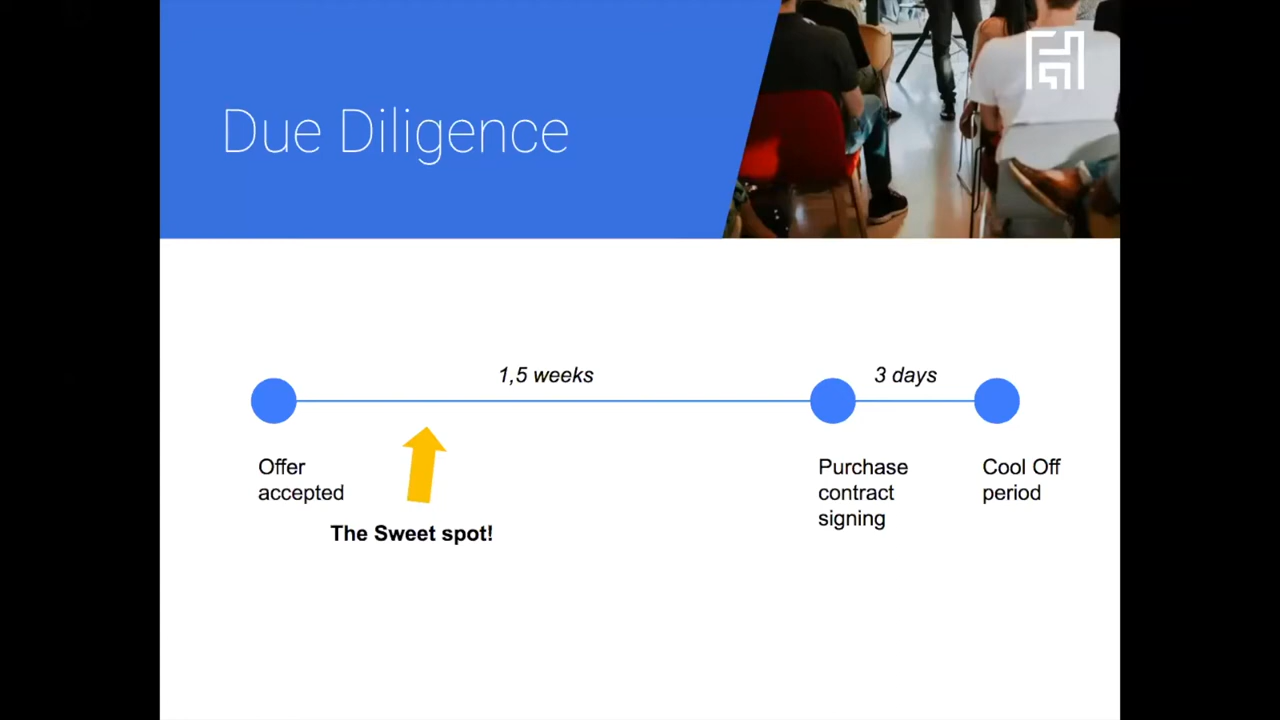 Due Diligence
1,5 weeks
3 days
Offer
accepted
The Sweet spot!
Purchase
contract
signing
Cool Off
period